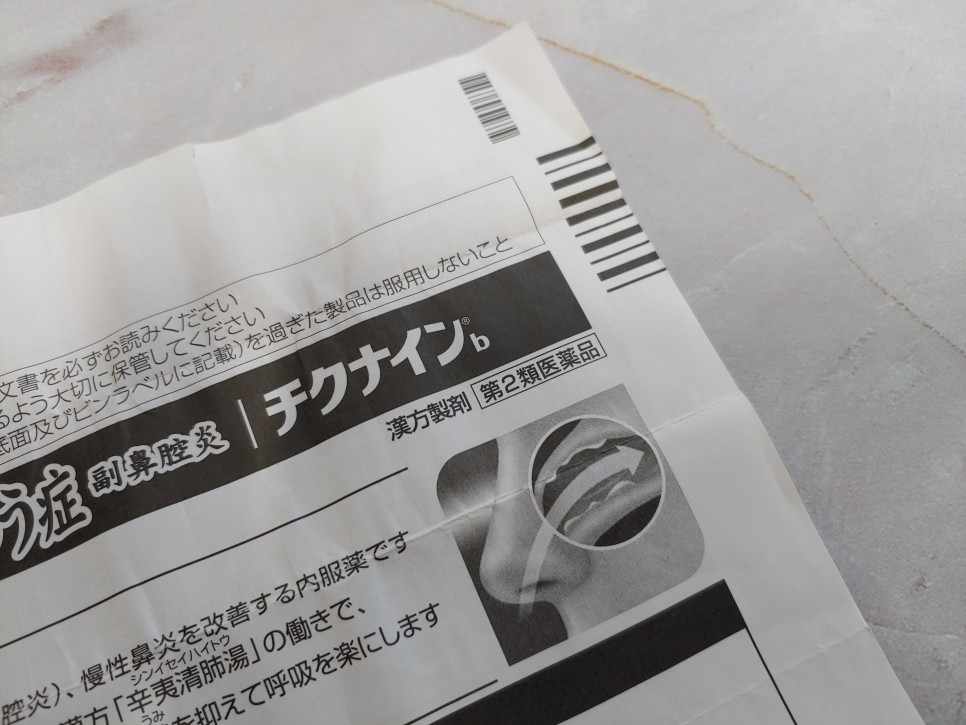 文書を必ずお読みください
るよう大切に保管してください
底面及びビンラベルに記載)を過ぎた製品は服用しないこと
う症 副鼻腔炎 チクナイン® b
漢方製剤 第2類医薬品
腔炎)、慢性鼻炎を改善する内服薬です
漢方「辛夷清肺湯」の働きで、
シンイセイハイトウ
を抑えて呼吸を楽にします
うみ